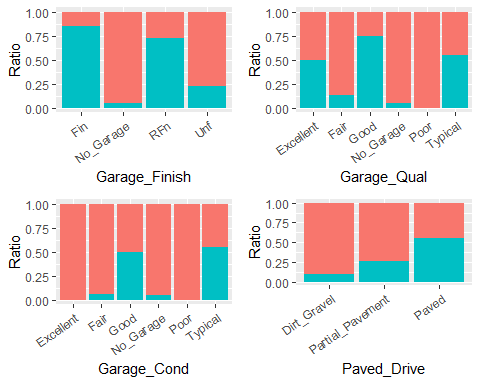 1.00
0.75
0.50
0.25
0.00
Ratio
Fin
No_Garage
RFn
Unf
Garage_Finish
1.00
0.75
0.50
0.25
0.00
Ratio
Excellent
Fair
Good
No_Garage
Poor
Typical
Garage_Qual
1.00
0.75
0.50
0.25
0.00
Ratio
Excellent
Fair
Good
No_Garage
Poor
Typical
Garage_Cond
1.00
0.75
0.50
0.25
0.00
Ratio
Dirt_Gravel
Partial_Pavement
Paved
Paved_Drive